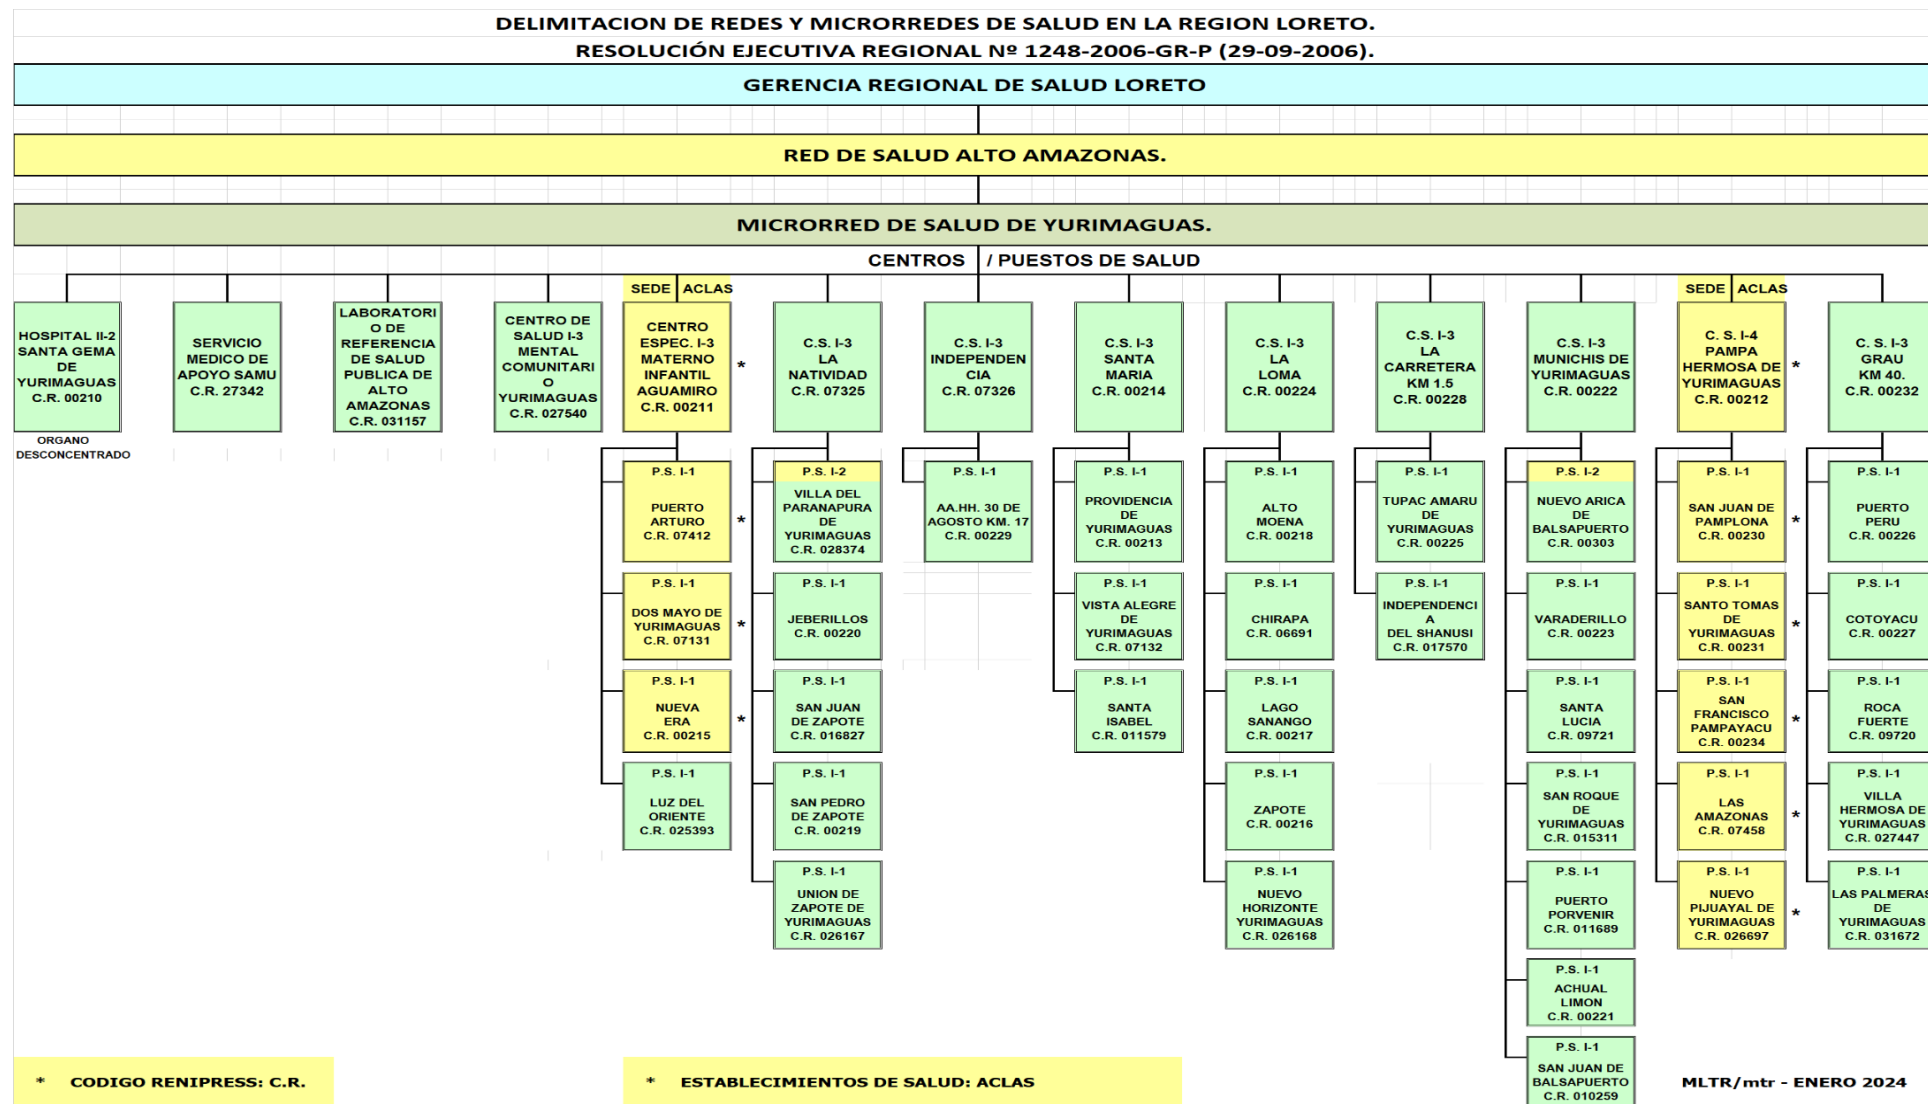 DELIMITACION DE REDES Y MICRORREDES DE SALUD EN LA REGION LORETO.
RESOLUCIÓN EJECUTIVA REGIONAL Nº 1248-2006-GR-P (29-09-2006).
GERENCIA REGIONAL DE SALUD LORETO
RED DE SALUD ALTO AMAZONAS.
MICRORRED DE SALUD DE YURIMAGUAS.
CENTROS / PUESTOS DE SALUD
HOSPITAL II-2
SANTA GEMA
DE
YURIMAGUAS
C.R. 00210
ORGANO
DESCONCENTRADO
SERVICIO
MEDICO DE
APOYO SAMU
C.R. 27342
LABORATORI
O DE
REFERENCIA
DE SALUD
PUBLICA DE
ALTO
AMAZONAS
C.R. 031157
CENTRO DE
SALUD I-3
MENTAL
COMUNITARI
O
YURIMAGUAS
C.R. 027540
SEDE ACLAS
CENTRO
ESPEC. I-3
MATERNO
INFANTIL
AGUAMIRO
C.R. 00211
*
P.S. I-1
PUERTO
ARTURO
C.R. 07412
*
P.S. I-1
DOS MAYO DE
YURIMAGUAS
C.R. 07131
*
P.S. I-1
NUEVA
ERA
C.R. 00215
*
P.S. I-1
LUZ DEL
ORIENTE
C.R. 025393
C.S. I-3
LA
NATIVIDAD
C.R. 07325
P.S. I-2
VILLA DEL
PARANAPURA
DE
YURIMAGUAS
C.R. 028374
P.S. I-1
JEBERILLOS
C.R. 00220
P.S. I-1
SAN JUAN
DE ZAPOTE
C.R. 016827
P.S. I-1
SAN PEDRO
DE ZAPOTE
C.R. 00219
P.S. I-1
UNION DE
ZAPOTE DE
YURIMAGUAS
C.R. 026167
C.S. I-3
INDEPENDEN
CIA
C.R. 07326
P.S. I-1
AA.HH. 30 DE
AGOSTO KM. 17
C.R. 00229
C.S. I-3
SANTA
MARIA
C.R. 00214
P.S. I-1
PROVIDENCIA
DE
YURIMAGUAS
C.R. 00213
P.S. I-1
VISTA ALEGRE
DE
YURIMAGUAS
C.R. 07132
P.S. I-1
SANTA
ISABEL
C.R. 011579
C.S. I-3
LA
LOMA
C.R. 00224
P.S. I-1
ALTO
MOENA
C.R. 00218
P.S. I-1
CHIRAPA
C.R. 06691
P.S. I-1
LAGO
SANANGO
C.R. 00217
P.S. I-1
ZAPOTE
C.R. 00216
P.S. I-1
NUEVO
HORIZONTE
YURIMAGUAS
C.R. 026168
C.S. I-3
LA
CARRETERA
KM 1.5
C.R. 00228
P.S. I-1
TUPAC AMARU
DE
YURIMAGUAS
C.R. 00225
P.S. I-1
INDEPENDENCI
A
DEL SHANUSI
C.R. 017570
C.S. I-3
MUNICHIS DE
YURIMAGUAS
C.R. 00222
P.S. I-2
NUEVO ARICA
DE
BALSAPUERTO
C.R. 00303
P.S. I-1
VARADERILLO
C.R. 00223
P.S. I-1
SANTA
LUCIA
C.R. 09721
P.S. I-1
SAN ROQUE
DE
YURIMAGUAS
C.R. 015311
P.S. I-1
PUERTO
PORVENIR
C.R. 011689
P.S. I-1
ACHUAL
LIMON
C.R. 00221
P.S. I-1
SAN JUAN DE
BALSAPUERTO
C.R. 010259
SEDE ACLAS
C. S. I-4
PAMPA
HERMOSA DE
YURIMAGUAS
C.R. 00212
*
P.S. I-1
SAN JUAN DE
PAMPLONA
C.R. 00230
*
P.S. I-1
SANTO TOMAS
DE
YURIMAGUAS
C.R. 00231
*
P.S. I-1
SAN
FRANCISCO
PAMPAYACU
C.R. 00234
*
P.S. I-1
LAS
AMAZONAS
C.R. 07458
*
P.S. I-1
NUEVO
PIJUAYAL DE
YURIMAGUAS
C.R. 026697
*
C. S. I-3
GRAU
KM 40.
C.R. 00232
P.S. I-1
PUERTO
PERU
C.R. 00226
P.S. I-1
COTOYACU
C.R. 00227
P.S. I-1
ROCA
FUERTE
C.R. 09720
P.S. I-1
VILLA
HERMOSA DE
YURIMAGUAS
C.R. 027447
P.S. I-1
LAS PALMERAS
DE
YURIMAGUAS
C.R. 031672
* CODIGO RENIPRESS: C.R.
* ESTABLECIMIENTOS DE SALUD: ACLAS
MLTR/mtr - ENERO 2024